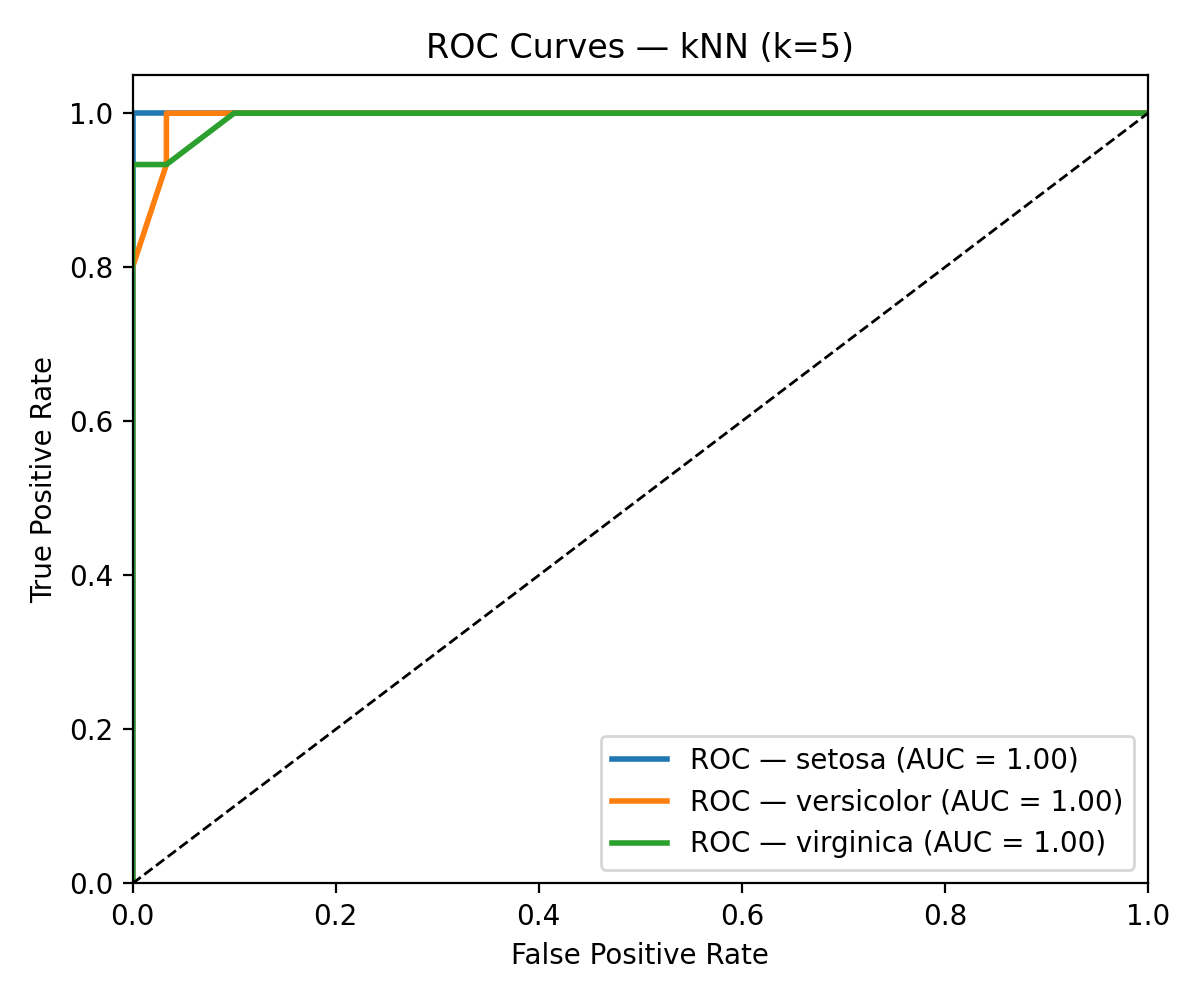 ROC Curves — kNN (k=5)
True Positive Rate
1.0
0.8
0.6
0.4
0.2
0.0
0.0 0.2 0.4 0.6 0.8 1.0
False Positive Rate
ROC — setosa (AUC = 1.00)
ROC — versicolor (AUC = 1.00)
ROC — virginica (AUC = 1.00)